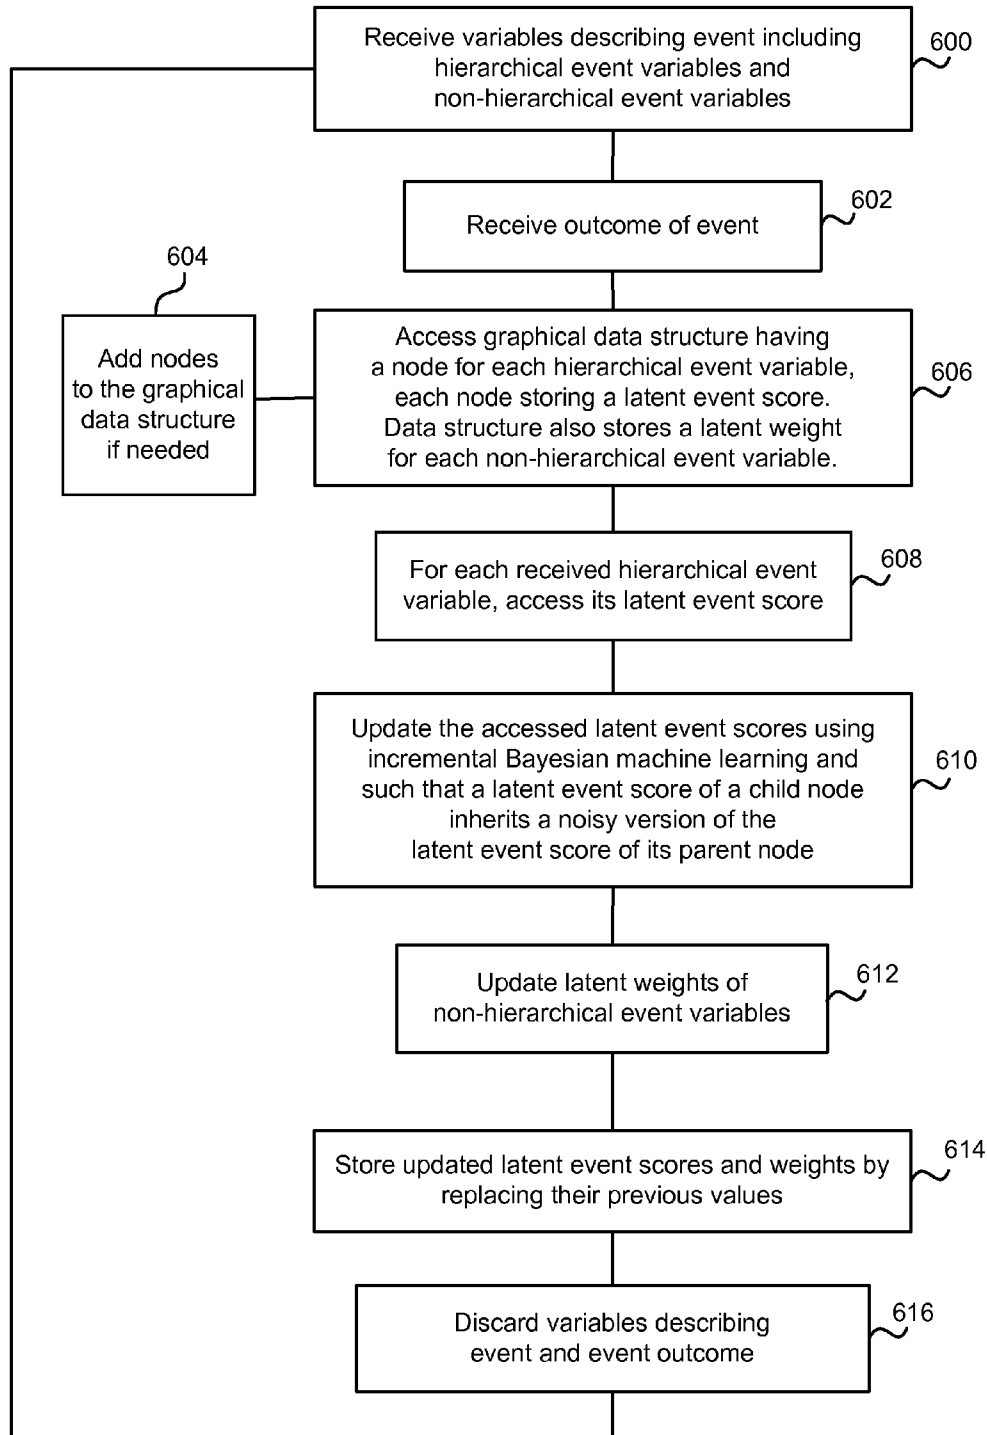 Receive variables describing event including
hierarchical event variables and
non-hierarchical event variables
600
Receive outcome of event
602
604
Add nodes
to the graphical
data structure
if needed
Access graphical data structure having
a node for each hierarchical event variable,
each node storing a latent event score.
Data structure also stores a latent weight
for each non-hierarchical event variable.
606
For each received hierarchical event
variable, access its latent event score
608
Update the accessed latent event scores using
incremental Bayesian machine learning and
such that a latent event score of a child node
inherits a noisy version of the
latent event score of its parent node
610
Update latent weights of
non-hierarchical event variables
612
Store updated latent event scores and weights by
replacing their previous values
614
Discard variables describing
event and event outcome
616